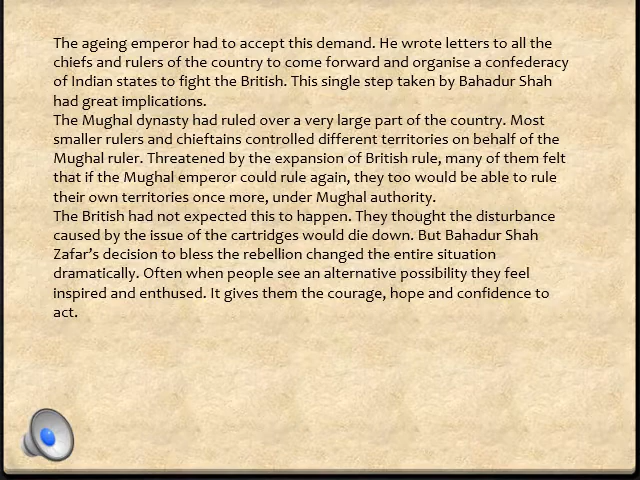 The ageing emperor had to accept this demand. He wrote letters to all the
chiefs and rulers of the country to come forward and organise a confederacy
of Indian states to fight the British. This single step taken by Bahadur Shah
had great implications.
The Mughal dynasty had ruled over a very large part of the country. Most
smaller rulers and chieftains controlled different territories on behalf of the
Mughal ruler. Threatened by the expansion of British rule, many of them felt
that if the Mughal emperor could rule again, they too would be able to rule
their own territories once more, under Mughal authority.
The British had not expected this to happen. They thought the disturbance
caused by the issue of the cartridges would die down. But Bahadur Shah
Zafar’s decision to bless the rebellion changed the entire situation
dramatically. Often when people see an alternative possibility they feel
inspired and enthused. It gives them the courage, hope and confidence to
act.